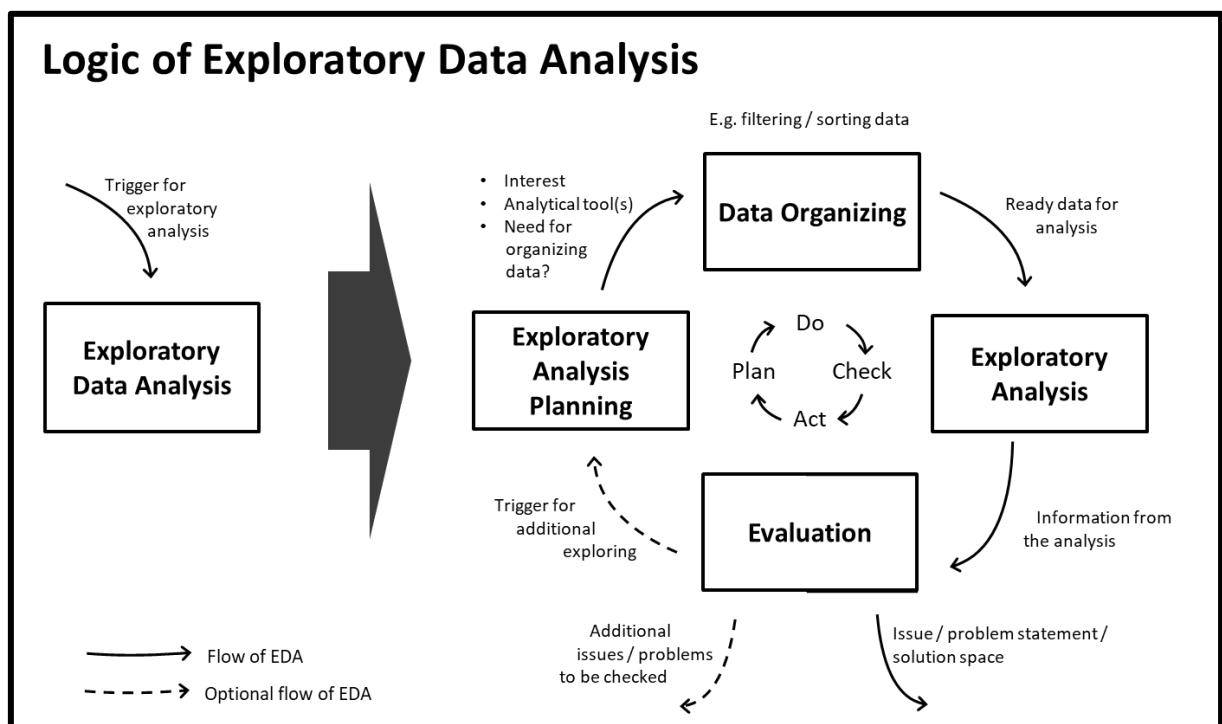 Logic of Exploratory Data Analysis
Trigger for
exploratory
analysis
Exploratory
Data Analysis
• Interest
• Analytical tool(s)
• Need for
organizing
data?
E.g. filtering / sorting data
Data Organizing
Ready data for
analysis
Exploratory
Analysis
Planning
Do
Plan
Check
Act
Exploratory
Analysis
Trigger for
additional
exploring
Evaluation
Information from
the analysis
Additional
issues / problems
to be checked
Issue / problem statement /
solution space
Flow of EDA
Optional flow of EDA